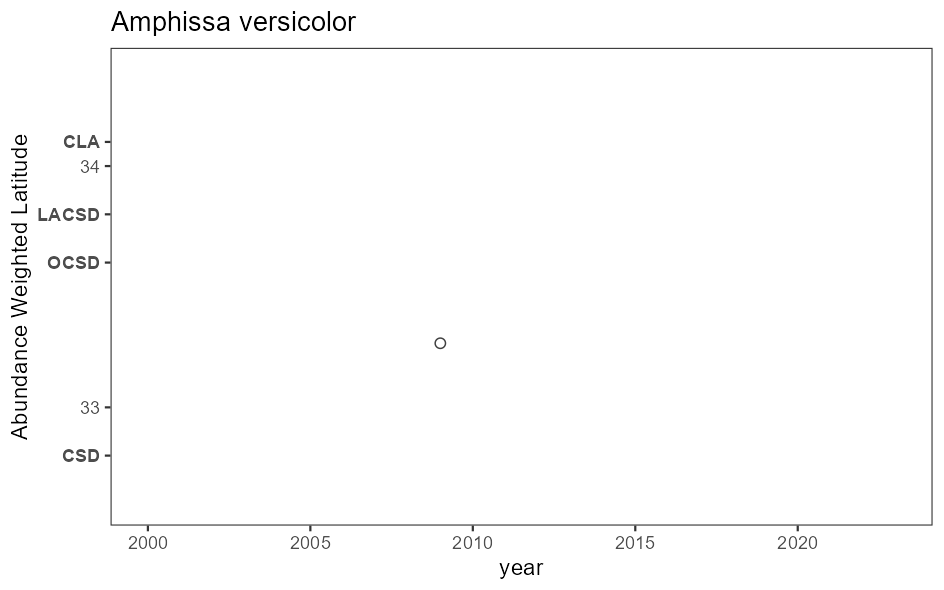 Amphissa versicolor
Abundance Weighted Latitude
CLA
34
LACSD
OCSD
33
CSD
2000 2005 2010 2015 2020
year